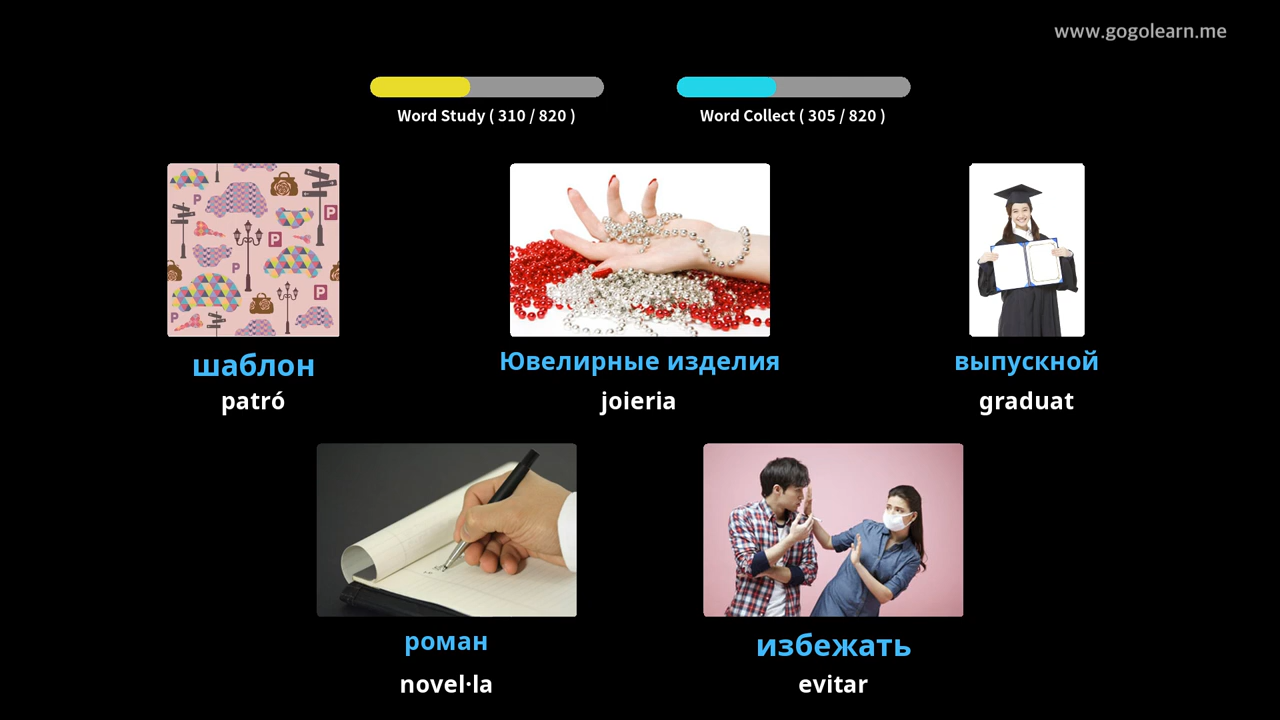 www.gogolearn.me
Word Study ( 310 / 820 )
Word Collect ( 305 / 820 )
P
P
P
P
P
P
шаблон
patró
Ювелирные изделия
joieria
выпускной
graduat
роман
novel·la
избежать
evitar